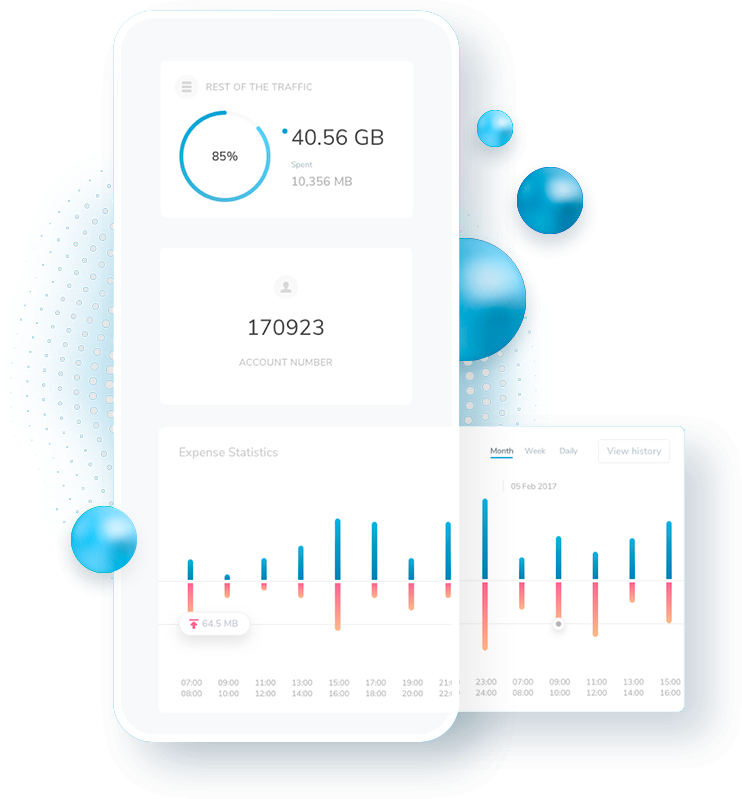 REST OF THE TRAFFIC
85%
40.56 GB
Spent
10,356 MB
170923
ACCOUNT NUMBER
Expense Statistics
Month Week Daily View history
05 Feb 2017
64.5 MB
07:00 09:00 11:00 13:00 15:00 17:00 19:00 23:00 07:00 09:00 11:00 13:00 15:00
08:00 10:00 12:00 14:00 16:00 18:00 20:00 24:00 08:00 10:00 12:00 14:00 16:00